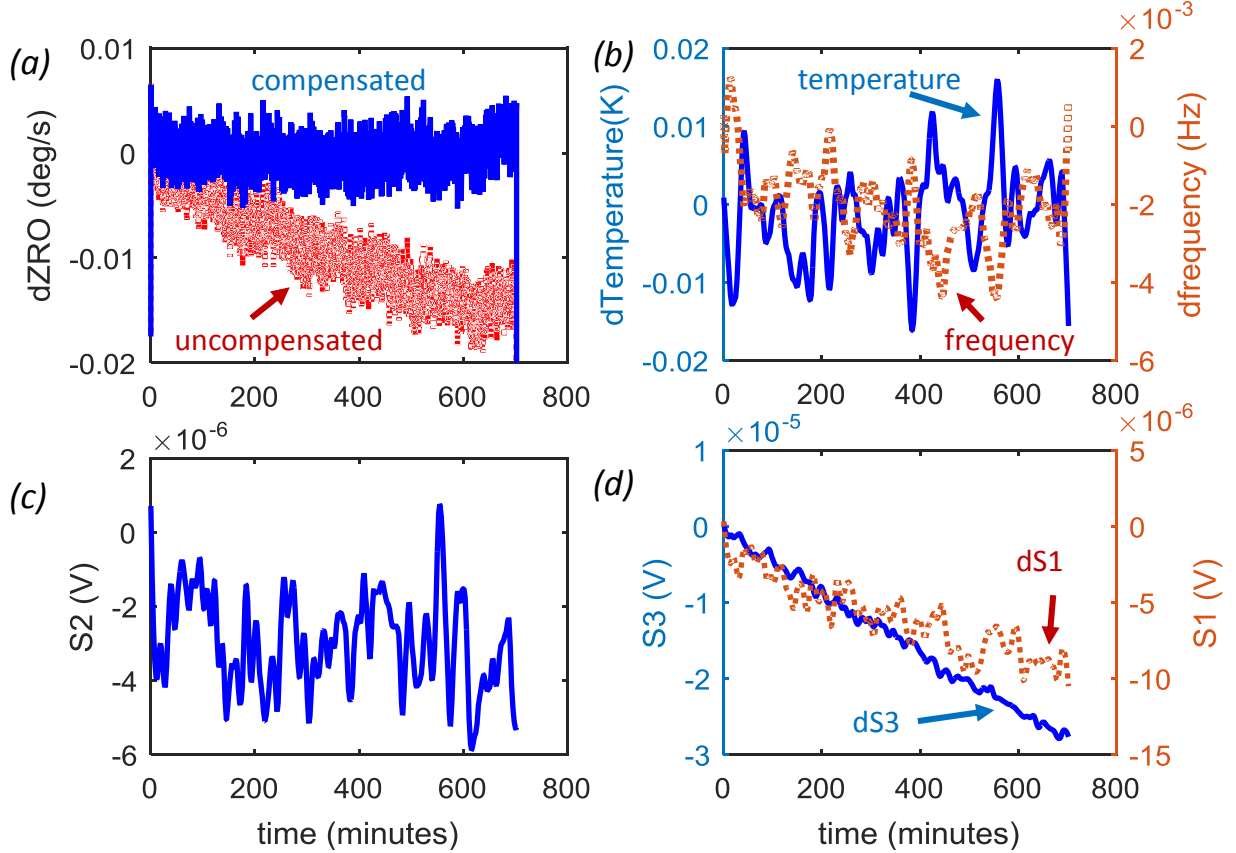 (a)
0.01
0
-0.01
-0.02
dZRO (deg/s)
compensated
uncompensated
0 200 400 600 800
(b)
0.02
0.01
0
-0.01
-0.02
dTemperature(K)
temperature
frequency
×10⁻³
2
0
-2
-4
-6
dfrequency (Hz)
0 200 400 600 800
(c)
×10⁻⁶
2
0
-2
-4
-6
S2 (V)
0 200 400 600 800
time (minutes)
(d)
×10⁻⁵
1
0
-1
-2
-3
S3 (V)
dS1
dS3
×10⁻⁶
5
0
-5
-10
-15
S1 (V)
0 200 400 600 800
time (minutes)